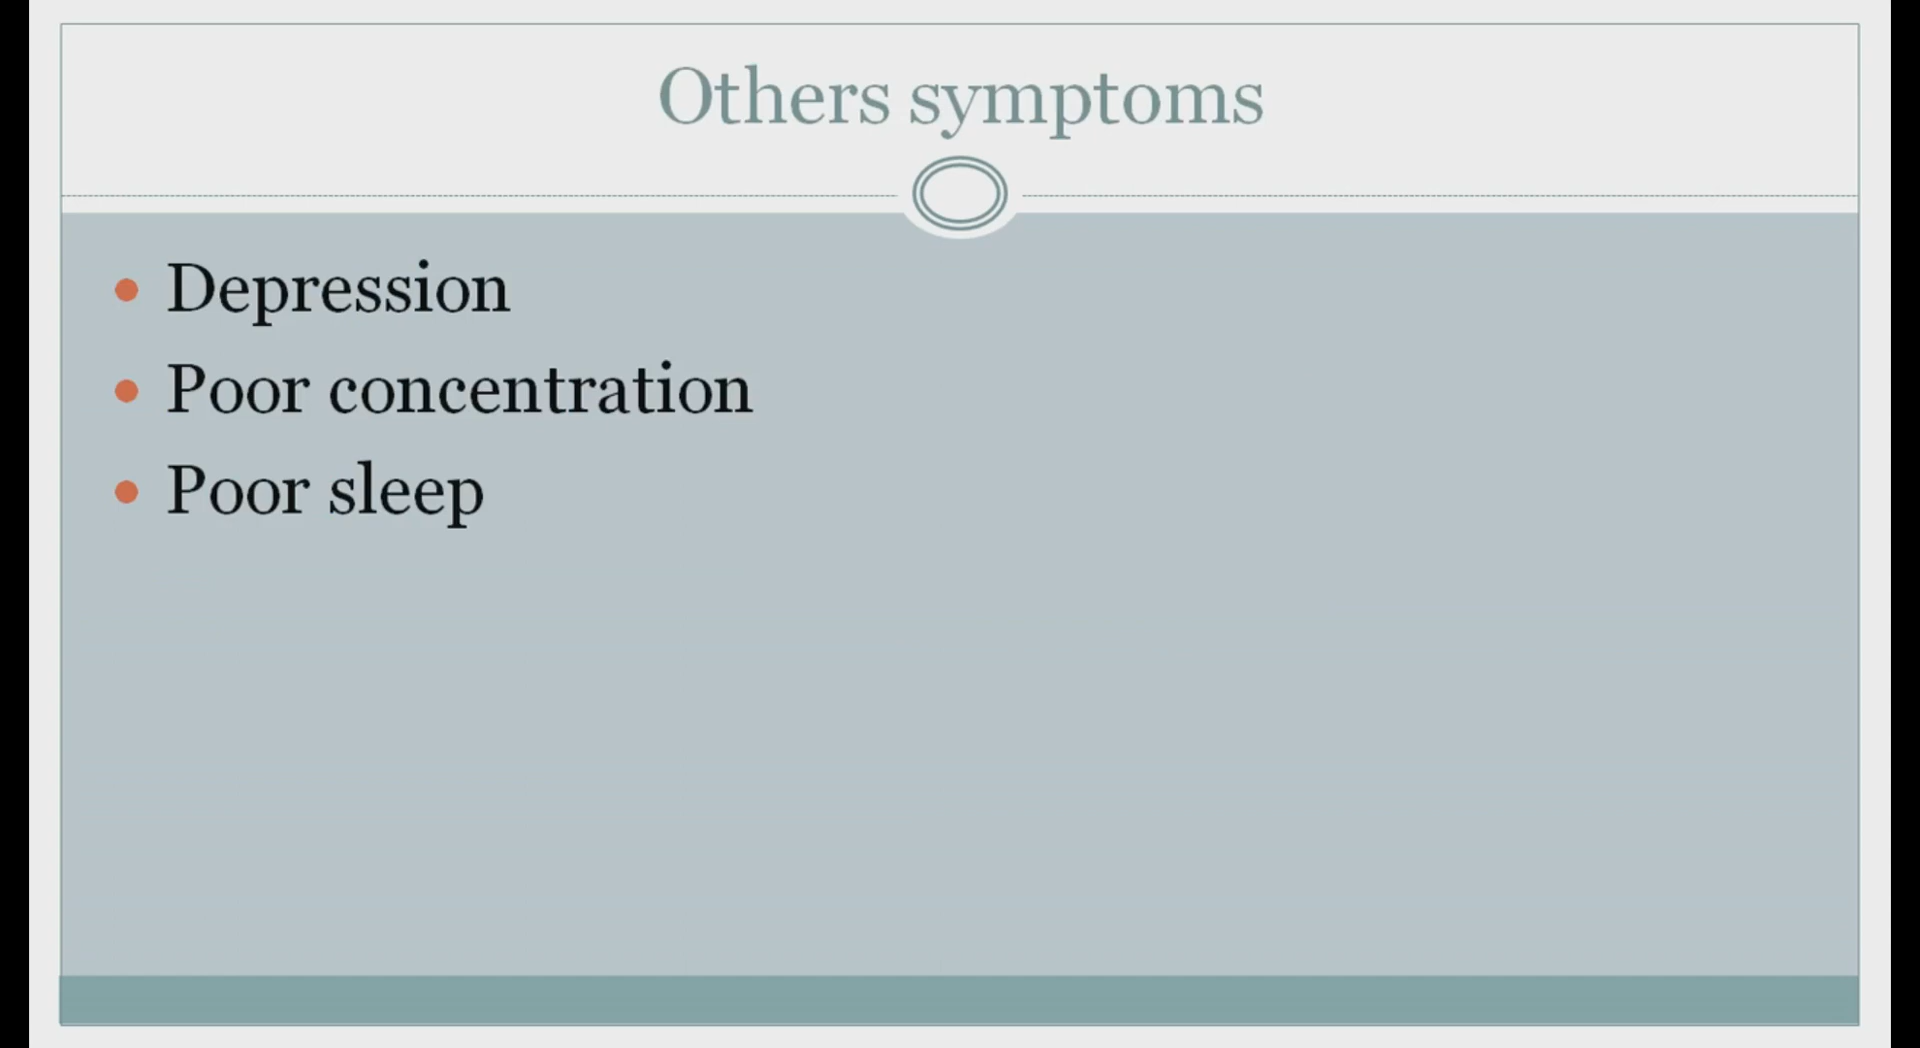 Others symptoms
Depression
Poor concentration
Poor sleep